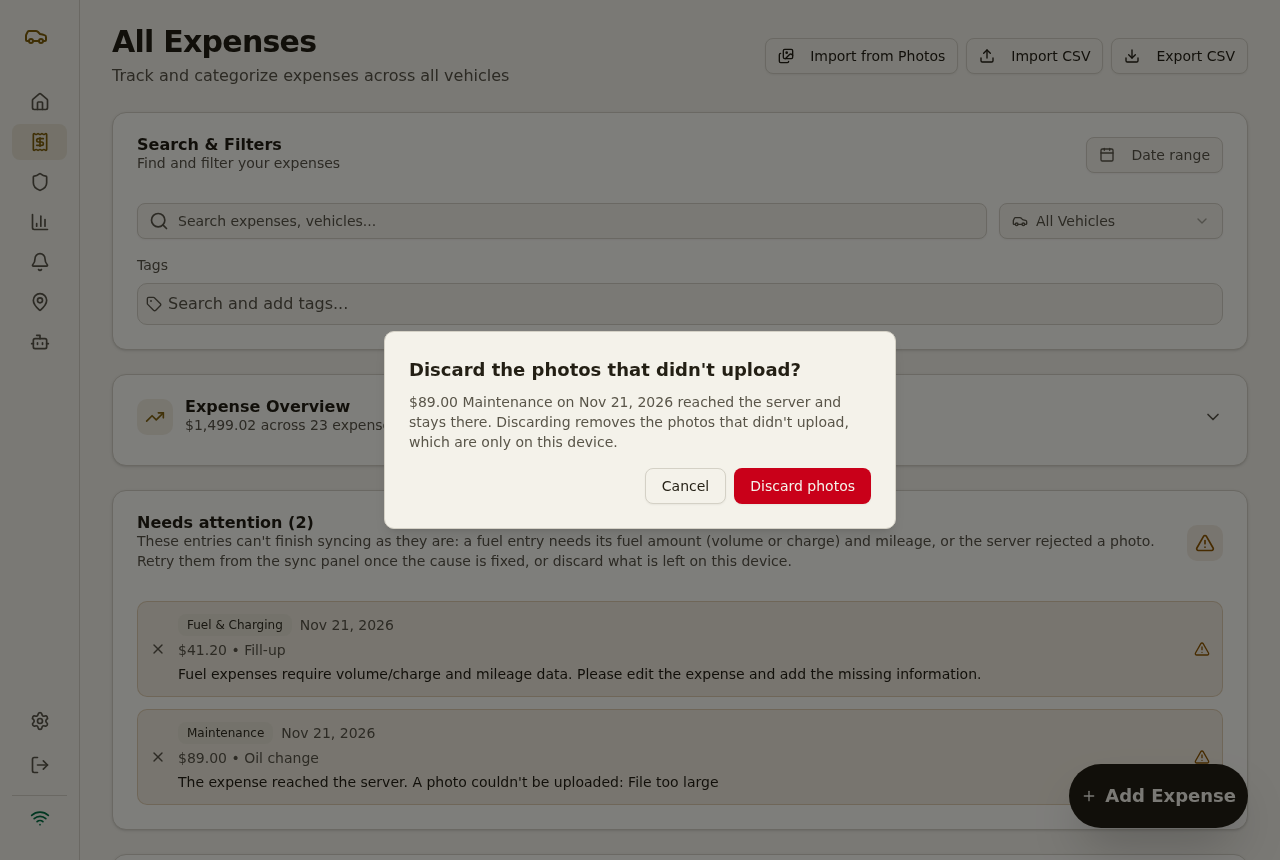 All Expenses
Track and categorize expenses across all vehicles
Import from Photos
Import CSV
Export CSV
Search & Filters
Find and filter your expenses
Date range
Search expenses, vehicles...
All Vehicles
Tags
Search and add tags...
Discard the photos that didn't upload?
$89.00 Maintenance on Nov 21, 2026 reached the server and
stays there. Discarding removes the photos that didn't upload,
which are only on this device.
Cancel
Discard photos
Expense Overview
$1,499.02 across 23
Needs attention (2)
These entries can't finish syncing as they are: a fuel entry needs its fuel amount (volume or charge) and mileage, or the server rejected a photo.
Retry them from the sync panel once the cause is fixed, or discard what is left on this device.
Fuel & Charging
Nov 21, 2026
$41.20 • Fill-up
Fuel expenses require volume/charge and mileage data. Please edit the expense and add the missing information.
Maintenance
Nov 21, 2026
$89.00 • Oil change
The expense reached the server. A photo couldn't be uploaded: File too large
+ Add Expense